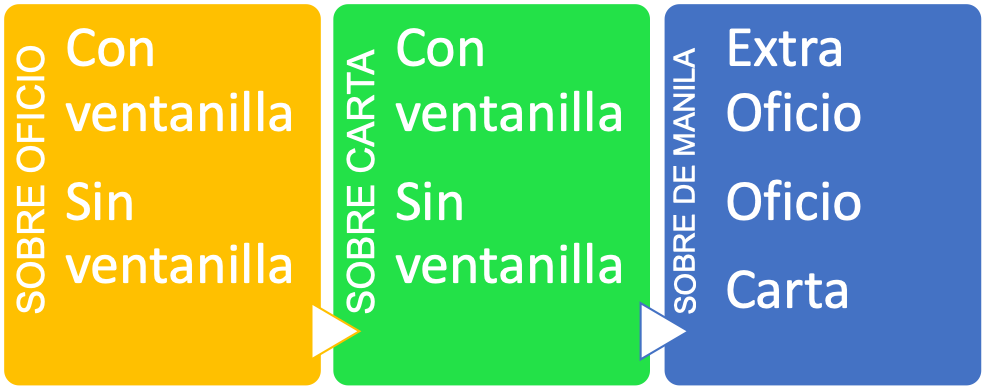 SOBRE OFICIO
Con
ventanilla
Sin
ventanilla
SOBRE CARTA
Con
ventanilla
Sin
ventanilla
SOBRE DE MANILA
Extra
Oficio
Oficio
Carta